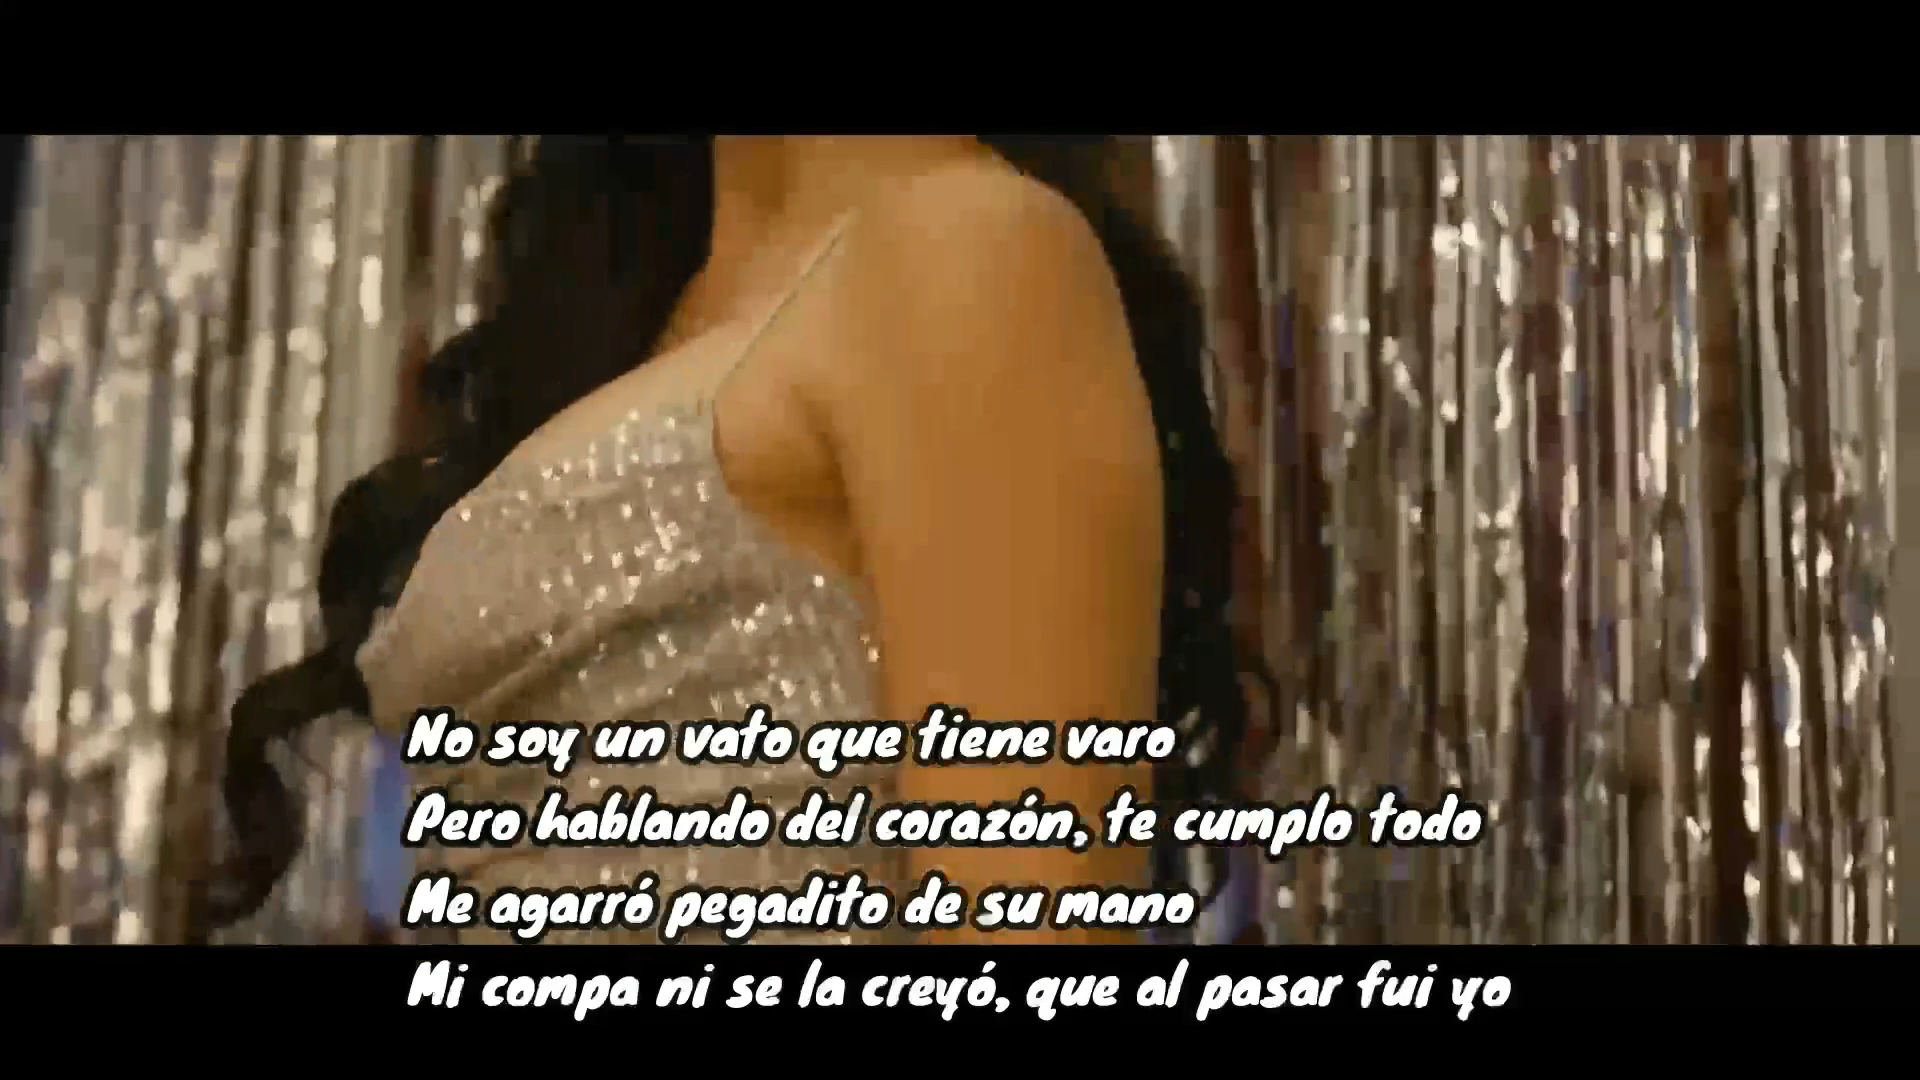 No soy un vato que tiene varo
Pero hablando del corazón, te cumplo todo
Me agarró pegadito de su mano
Mi compa ni se la creyó, que al pasar fui yo